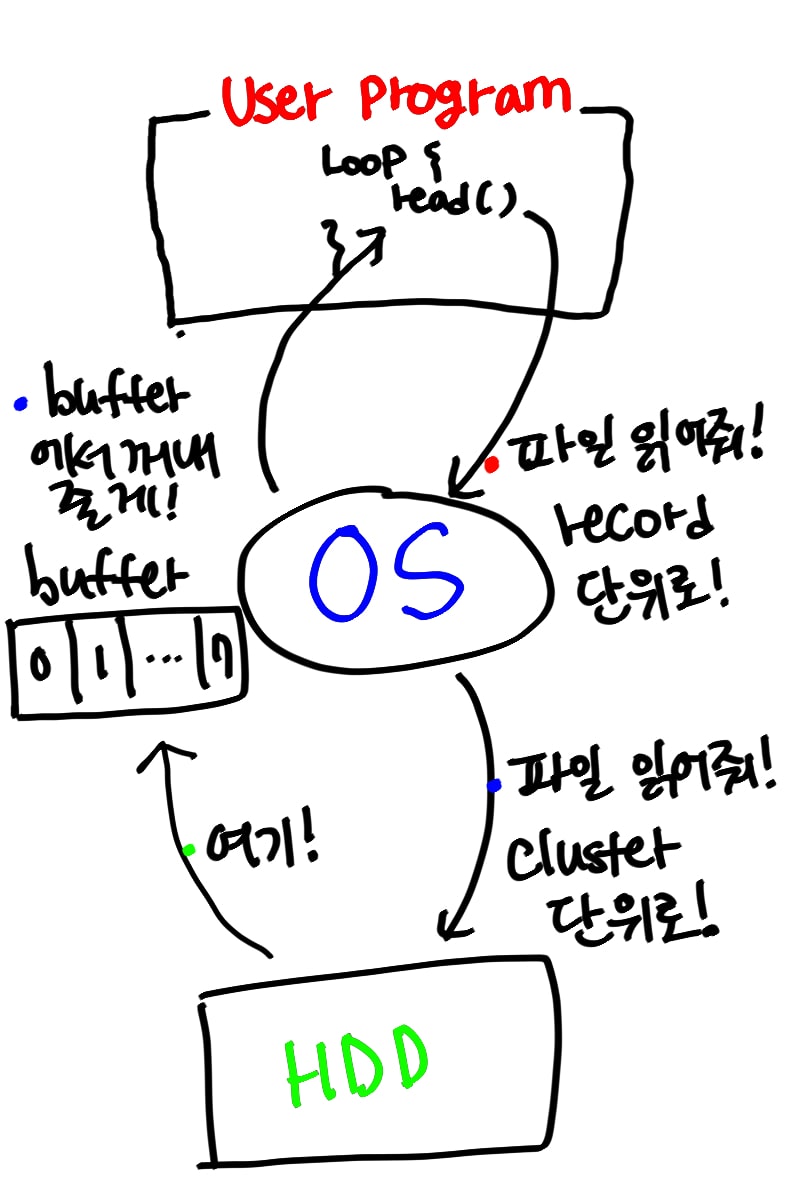 User Program
Loop {
read()
}
• buffer
에서 꺼내
줄게!
• 파일 읽어줘!
record
단위로!
OS
buffer
0 1 ... 7
• 파일 읽어줘!
cluster
단위로!
• 여기!
HDD